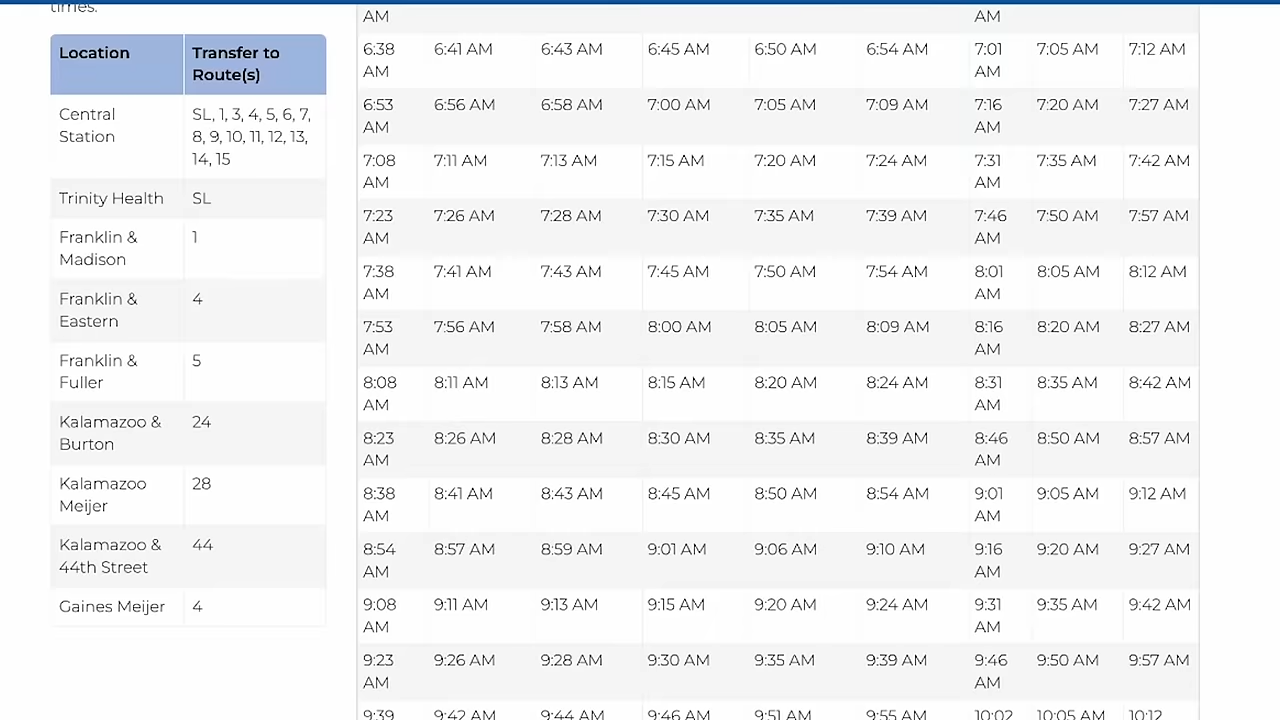 times.
Location Transfer to
Route(s)
Central SL, 1, 3, 4, 5, 6, 7,
Station 8, 9, 10, 11, 12, 13,
14, 15
Trinity Health SL
Franklin & 1
Madison
Franklin & 4
Eastern
Franklin & 5
Fuller
Kalamazoo & 24
Burton
Kalamazoo 28
Meijer
Kalamazoo & 44
44th Street
Gaines Meijer 4
AM AM
6:38 6:41 AM 6:43 AM 6:45 AM 6:50 AM 6:54 AM 7:01 7:05 AM 7:12 AM
AM AM
6:53 6:56 AM 6:58 AM 7:00 AM 7:05 AM 7:09 AM 7:16 7:20 AM 7:27 AM
AM AM
7:08 7:11 AM 7:13 AM 7:15 AM 7:20 AM 7:24 AM 7:31 7:35 AM 7:42 AM
AM AM
7:23 7:26 AM 7:28 AM 7:30 AM 7:35 AM 7:39 AM 7:46 7:50 AM 7:57 AM
AM AM
7:38 7:41 AM 7:43 AM 7:45 AM 7:50 AM 7:54 AM 8:01 8:05 AM 8:12 AM
AM AM
7:53 7:56 AM 7:58 AM 8:00 AM 8:05 AM 8:09 AM 8:16 8:20 AM 8:27 AM
AM AM
8:08 8:11 AM 8:13 AM 8:15 AM 8:20 AM 8:24 AM 8:31 8:35 AM 8:42 AM
AM AM
8:23 8:26 AM 8:28 AM 8:30 AM 8:35 AM 8:39 AM 8:46 8:50 AM 8:57 AM
AM AM
8:38 8:41 AM 8:43 AM 8:45 AM 8:50 AM 8:54 AM 9:01 9:05 AM 9:12 AM
AM AM
8:54 8:57 AM 8:59 AM 9:01 AM 9:06 AM 9:10 AM 9:16 9:20 AM 9:27 AM
AM AM
9:08 9:11 AM 9:13 AM 9:15 AM 9:20 AM 9:24 AM 9:31 9:35 AM 9:42 AM
AM AM
9:23 9:26 AM 9:28 AM 9:30 AM 9:35 AM 9:39 AM 9:46 9:50 AM 9:57 AM
AM AM
9:39 9:42 AM 9:44 AM 9:46 AM 9:51 AM 9:55 AM 10:02 10:05 AM 10:12